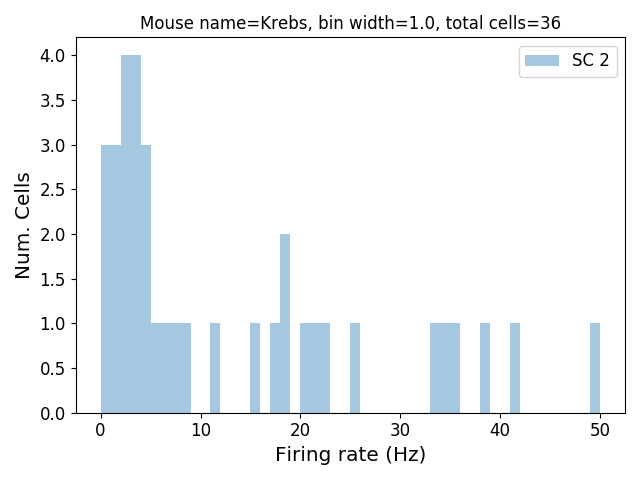 Mouse name=Krebs, bin width=1.0, total cells=36
SC 2
Num. Cells
4.0
3.5
3.0
2.5
2.0
1.5
1.0
0.5
0.0
0 10 20 30 40 50
Firing rate (Hz)